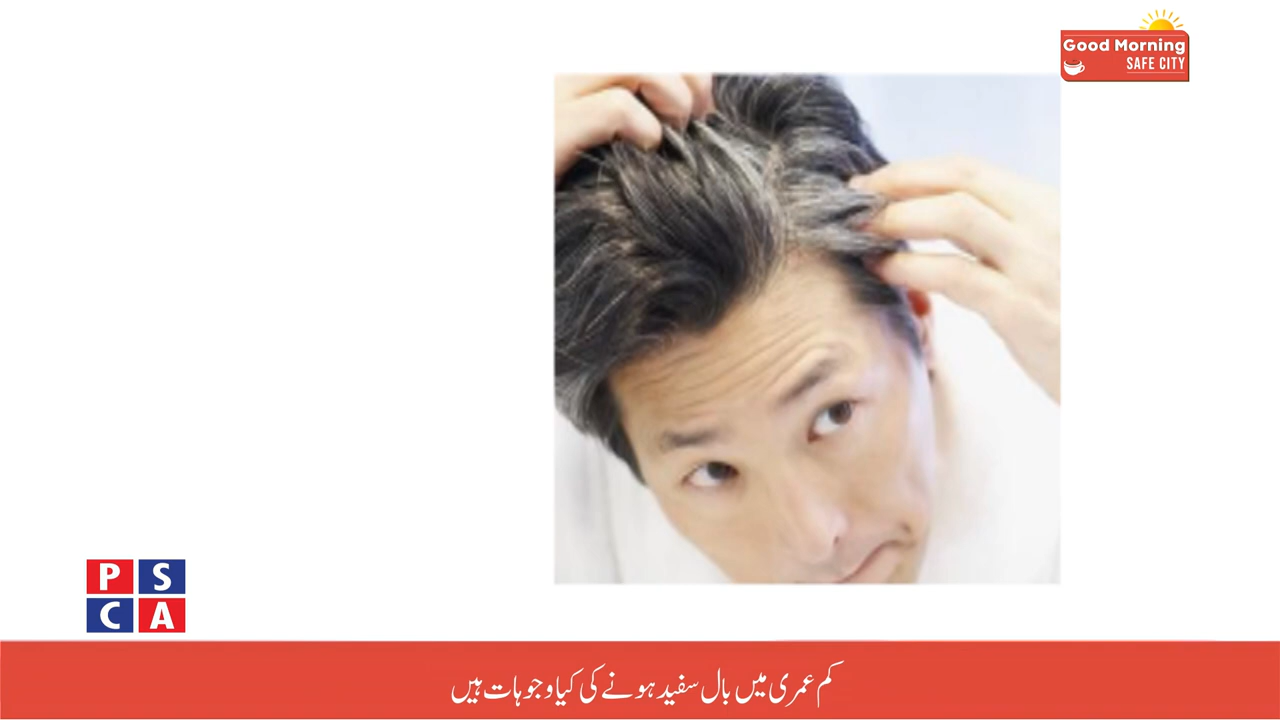 Good Morning
SAFE CITY
P S
C A
کم عمری میں بال سفید ہونے کی کیا وجوہات ہیں